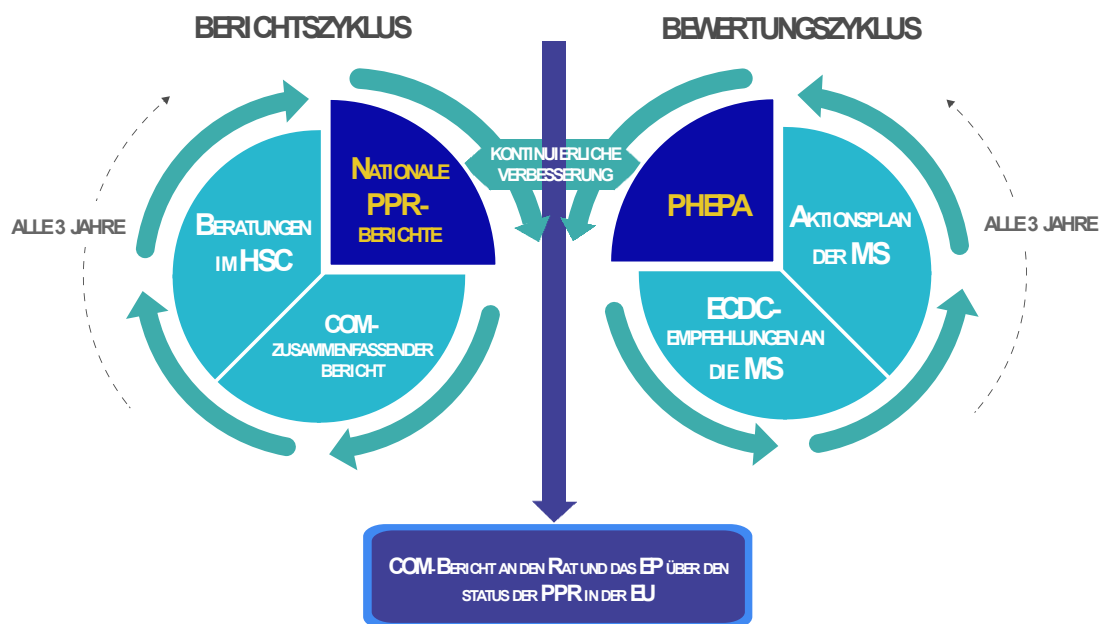 BERICHTSZYKLUS
BEWERTUNGSZYKLUS
KONTINUIERLICHE
VERBESSERUNG
NATIONALE
PPR-
BERICHTE
BERATUNGEN
IM HSC
COM-
ZUSAMMENFASSENDER
BERICHT
ALLE 3 JAHRE
PHEPA
AKTIONSPLAN
DER MS
ECDC-
EMPFEHLUNGEN AN
DIE MS
ALLE 3 JAHRE
COM-BERICHT AN DEN RAT UND DAS EP ÜBER DEN
STATUS DER PPR IN DER EU